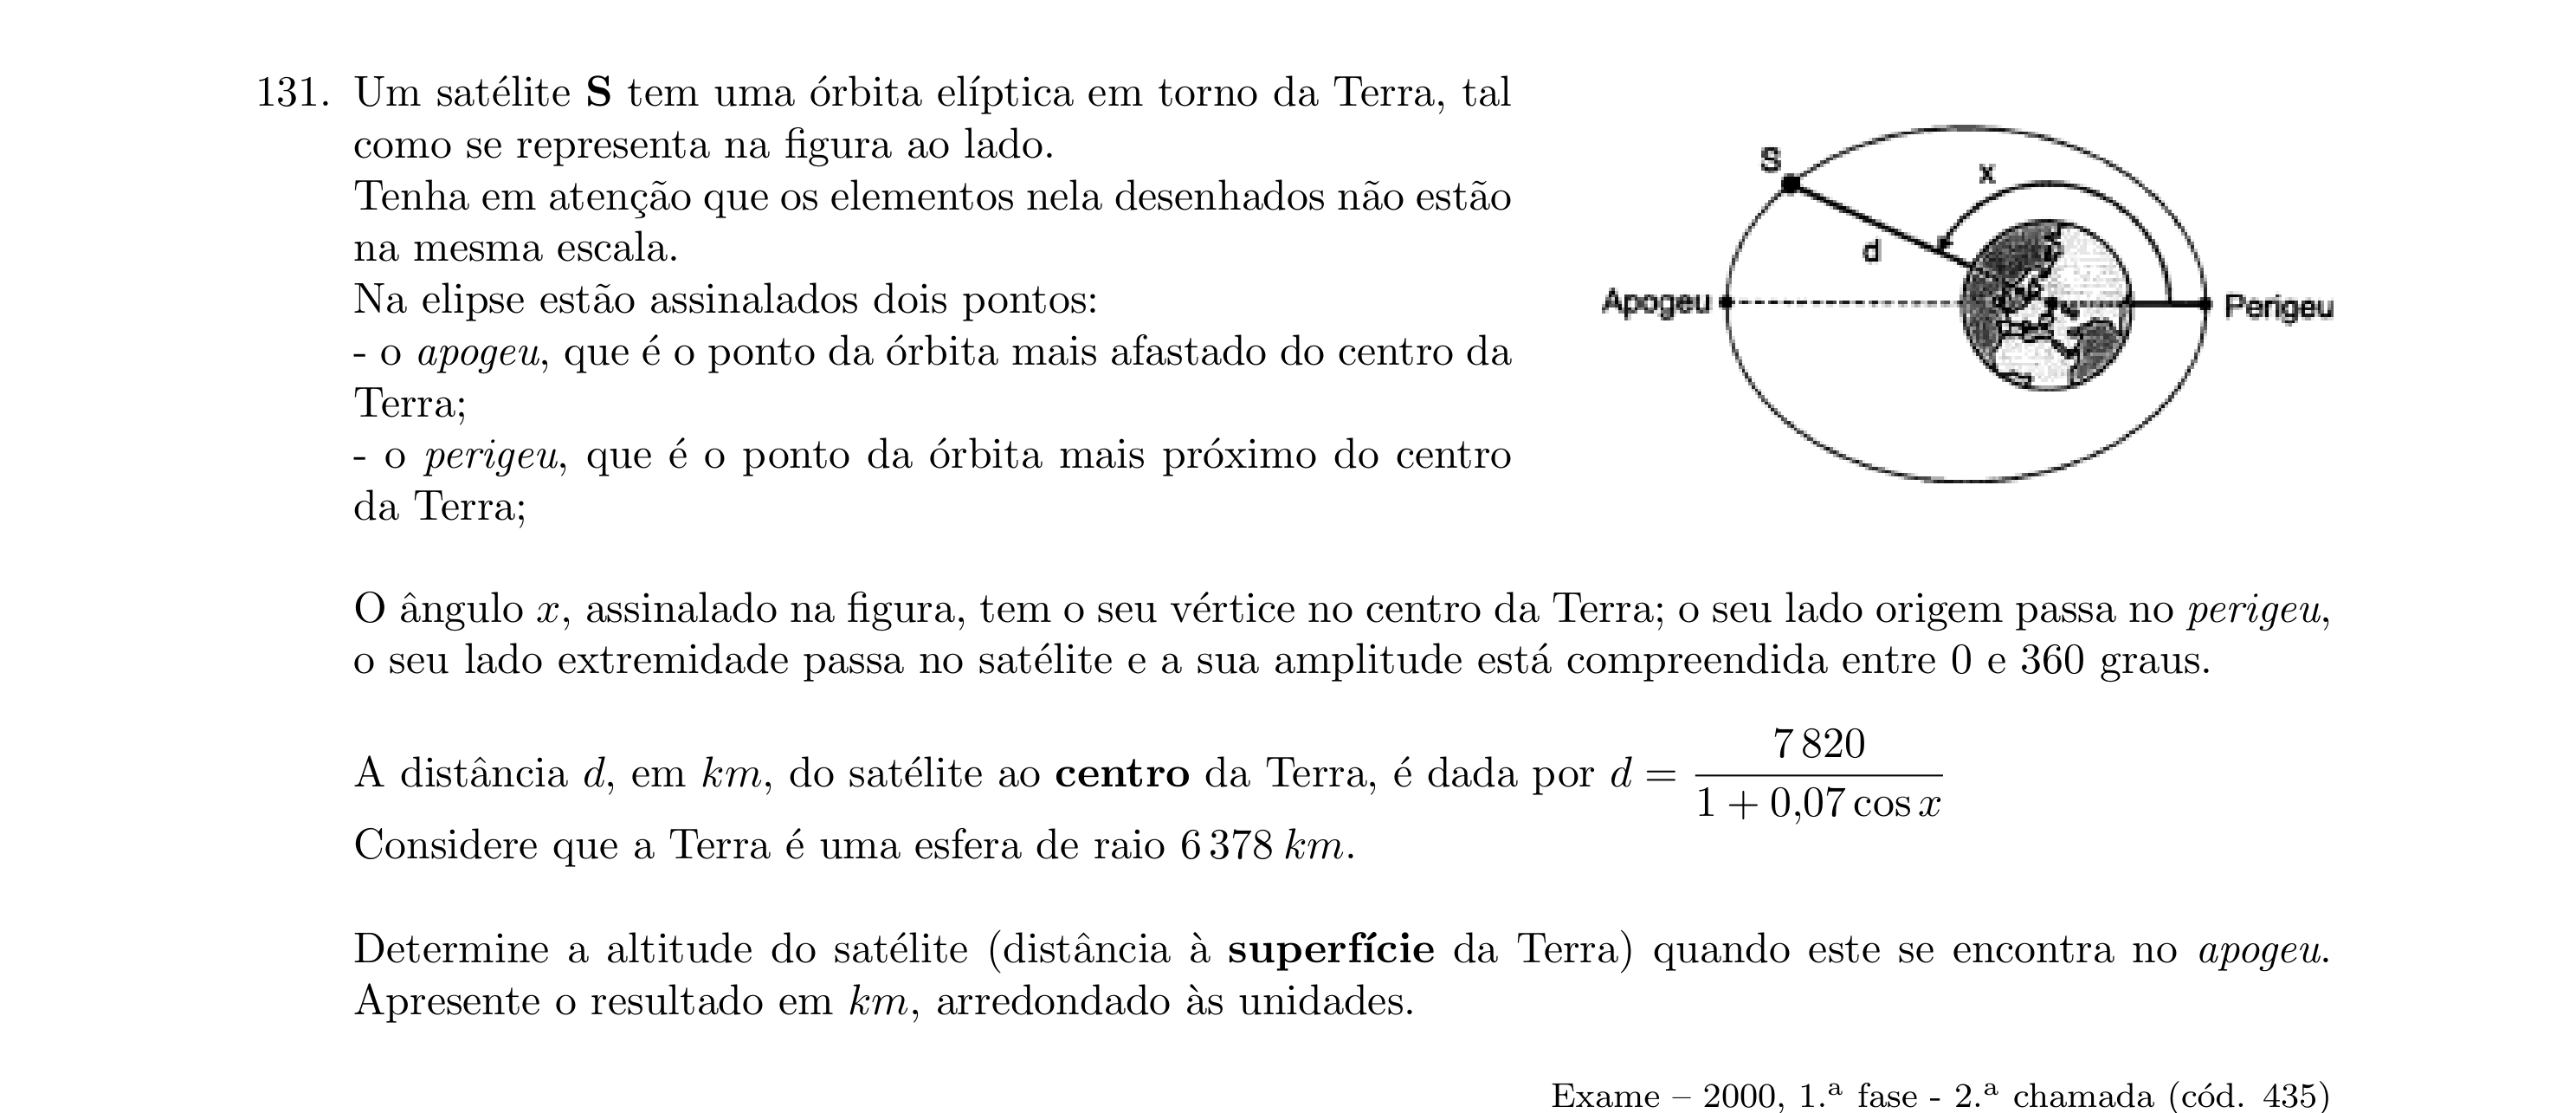 131. Um satélite S tem uma órbita elíptica em torno da Terra, tal
como se representa na figura ao lado.
Tenha em atenção que os elementos nela desenhados não estão
na mesma escala.
Na elipse estão assinalados dois pontos:
- o apogeu, que é o ponto da órbita mais afastado do centro da
Terra;
- o perigeu, que é o ponto da órbita mais próximo do centro
da Terra;
S
x
d
Apogeu
Perigeu
O ângulo x, assinalado na figura, tem o seu vértice no centro da Terra; o seu lado origem passa no perigeu,
o seu lado extremidade passa no satélite e a sua amplitude está compreendida entre 0 e 360 graus.
A distância d, em km, do satélite ao centro da Terra, é dada por d = 7 820 / (1 + 0,07 cos x)
Considere que a Terra é uma esfera de raio 6 378 km.
Determine a altitude do satélite (distância à superfície da Terra) quando este se encontra no apogeu.
Apresente o resultado em km, arredondado às unidades.
Exame – 2000, 1.ª fase - 2.ª chamada (cód. 435)